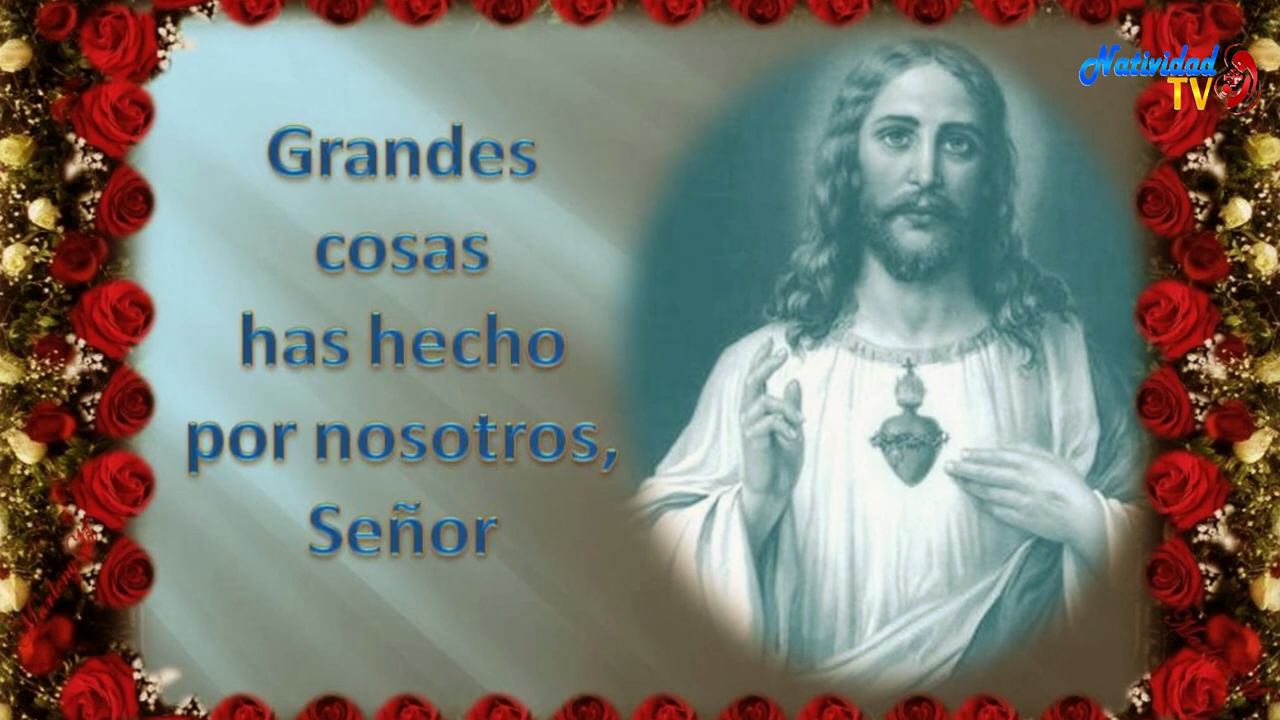 Grandes
cosas
has hecho
por nosotros,
Señor
Natividad
TV